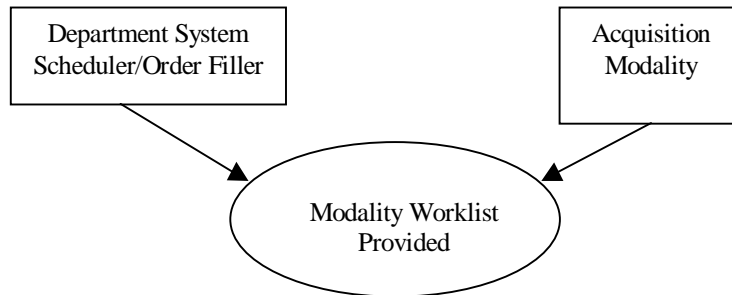 Department System
Scheduler/Order Filler
Acquisition
Modality
Modality Worklist
Provided